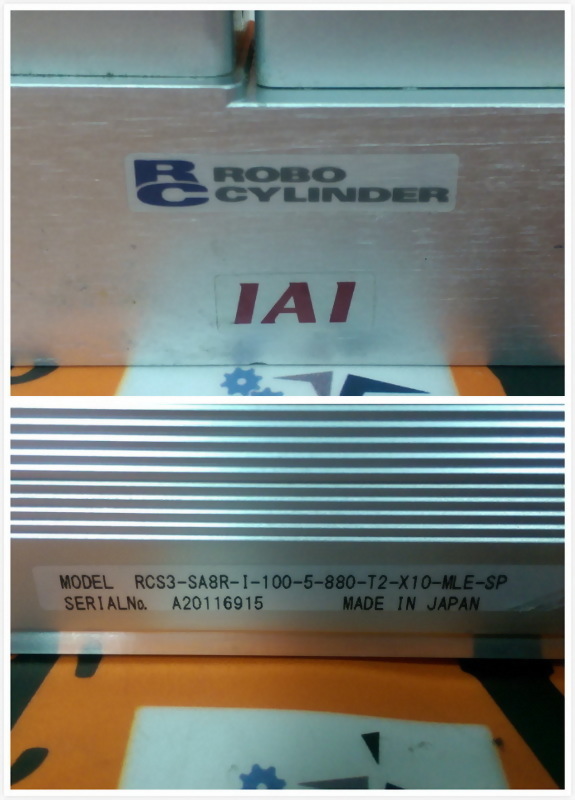 RC ROBO
CYLINDER
IAI
MODEL RCS3-SA8R-I-100-5-880-T2-X10-MLE-SP
SERIALNo. A20116915 MADE IN JAPAN